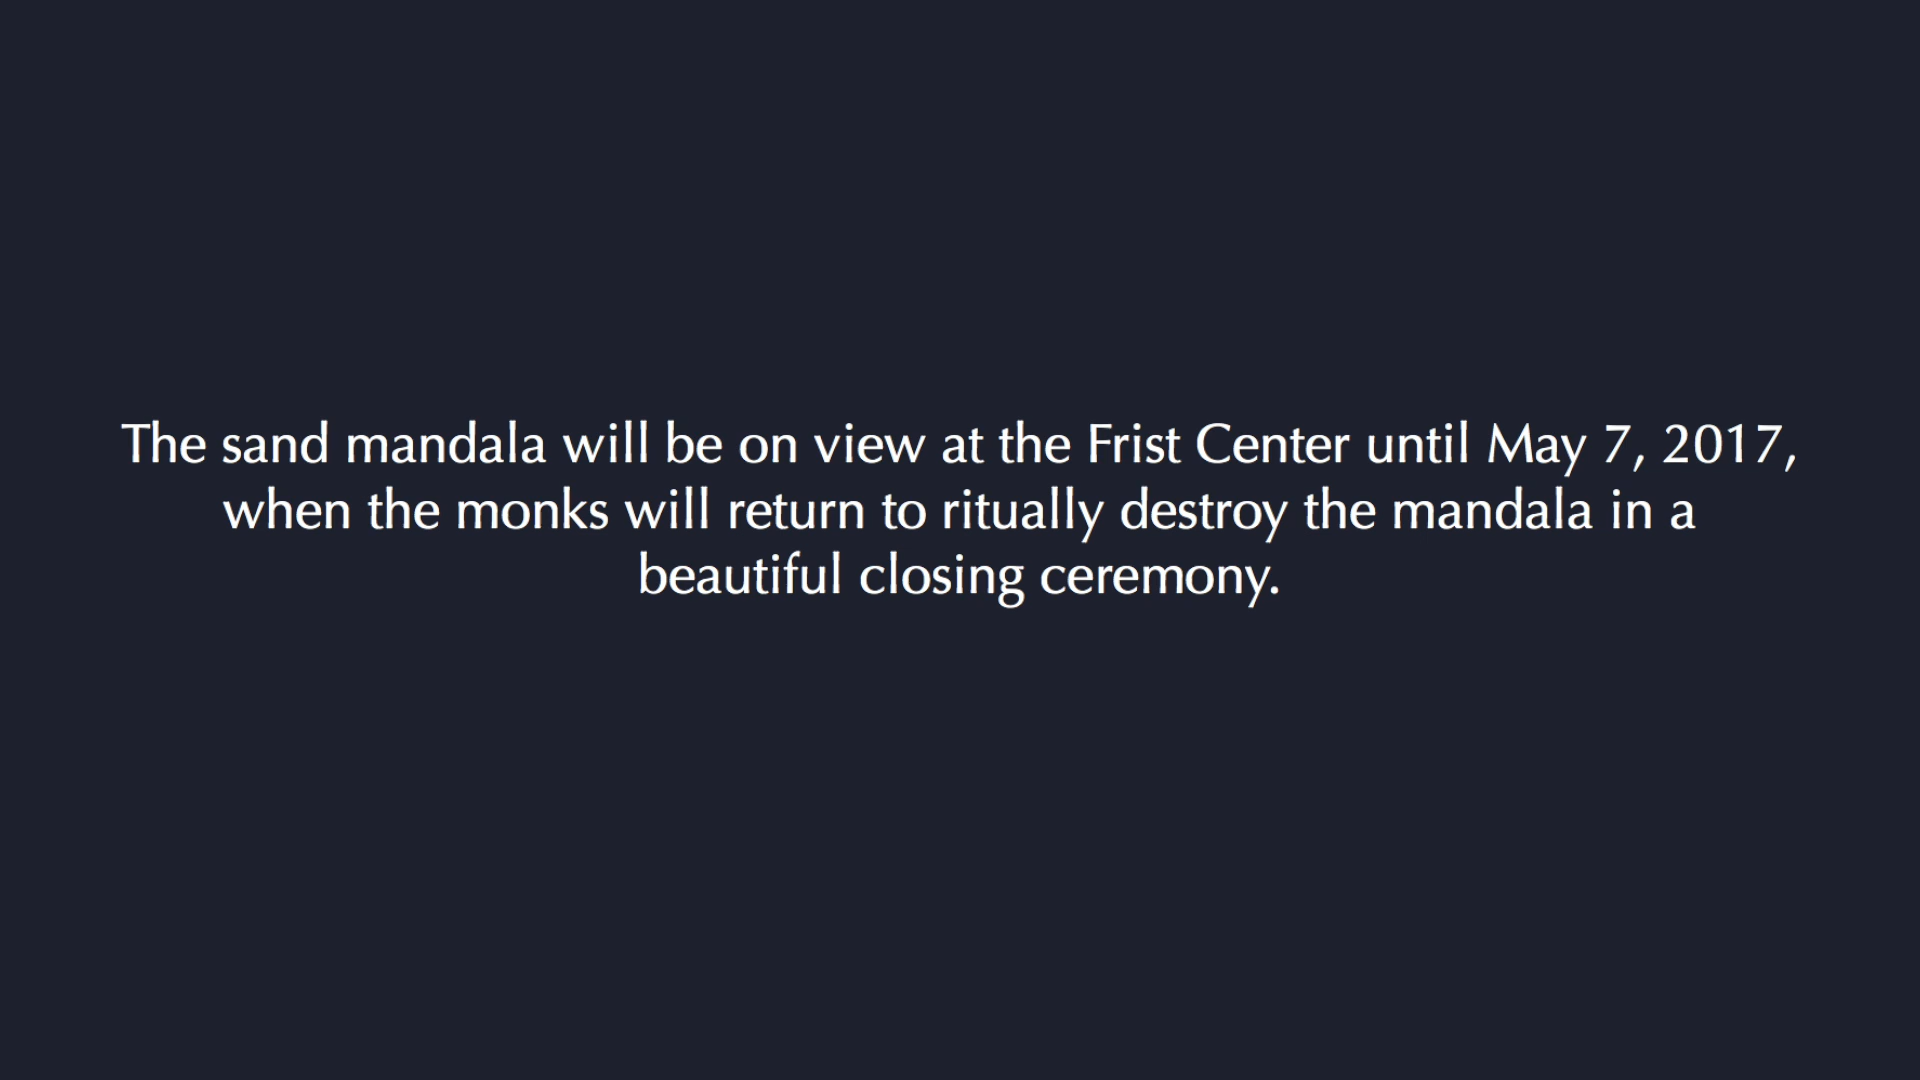 The sand mandala will be on view at the Frist Center until May 7, 2017,
when the monks will return to ritually destroy the mandala in a
beautiful closing ceremony.